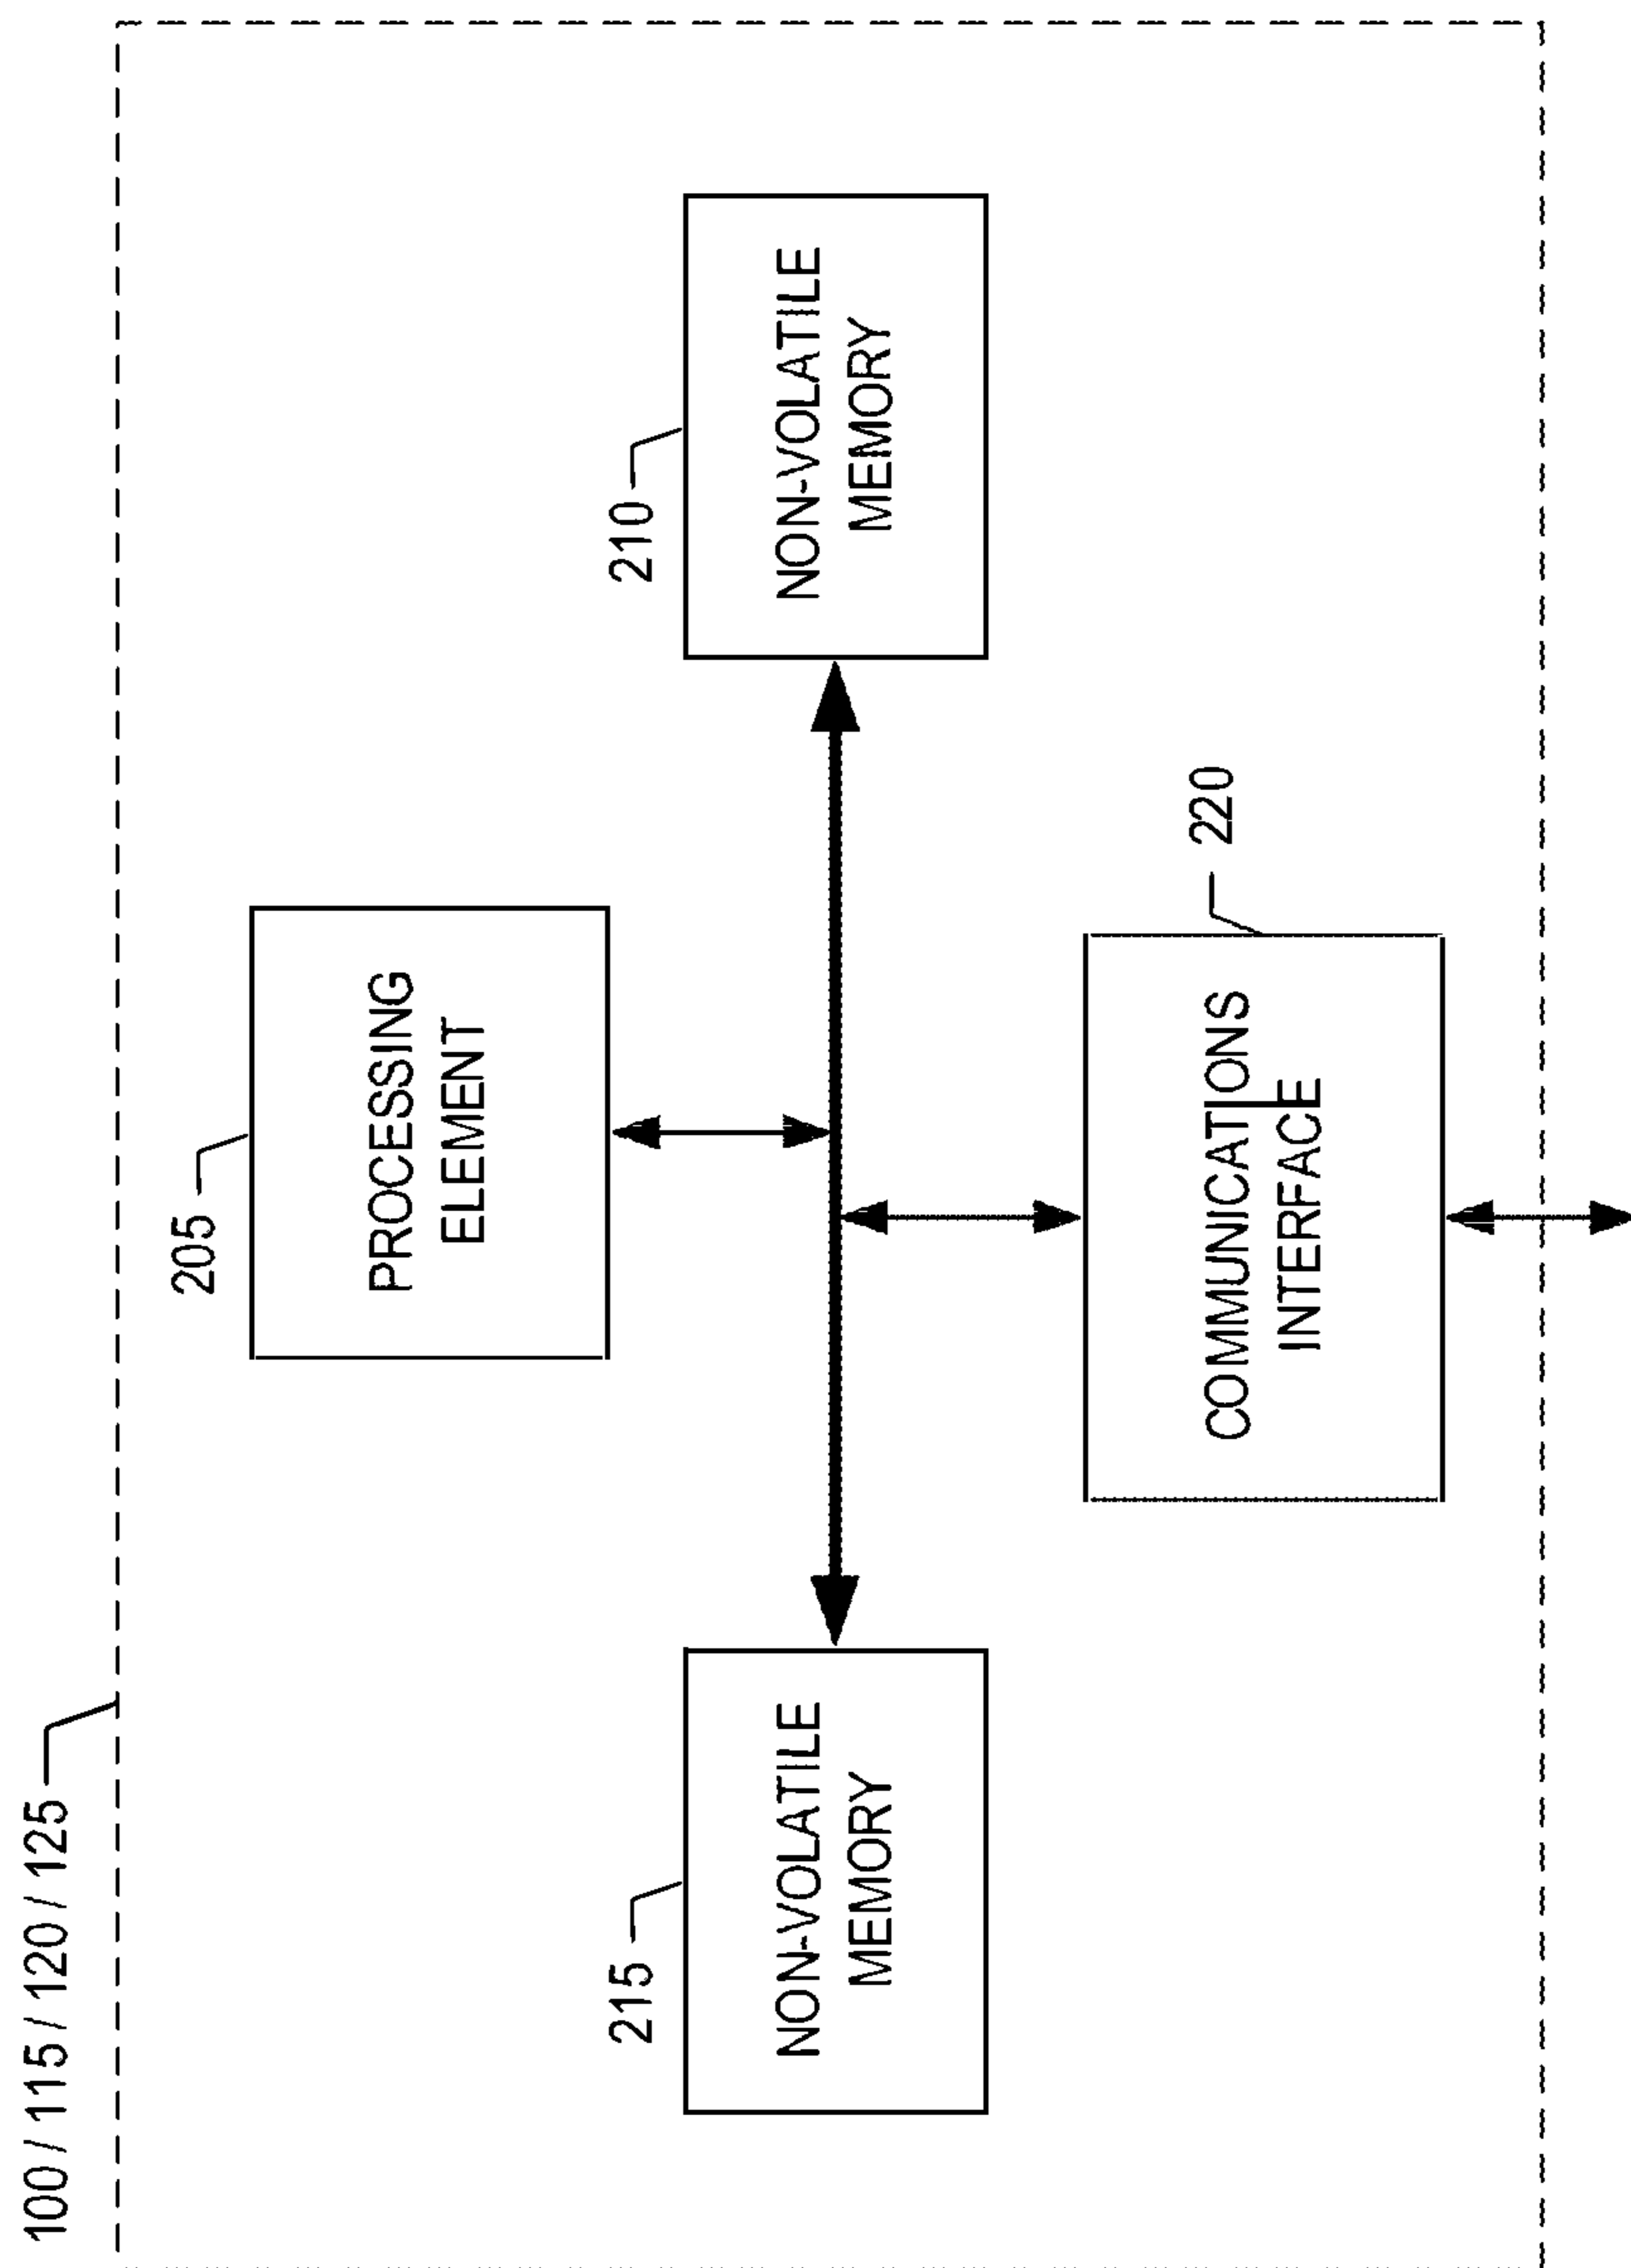 100 / 115 / 120 / 125
205
PROCESSING
ELEMENT
215
NON-VOLATILE
MEMORY
210
NON-VOLATILE
MEMORY
220
COMMUNICATIONS
INTERFACE